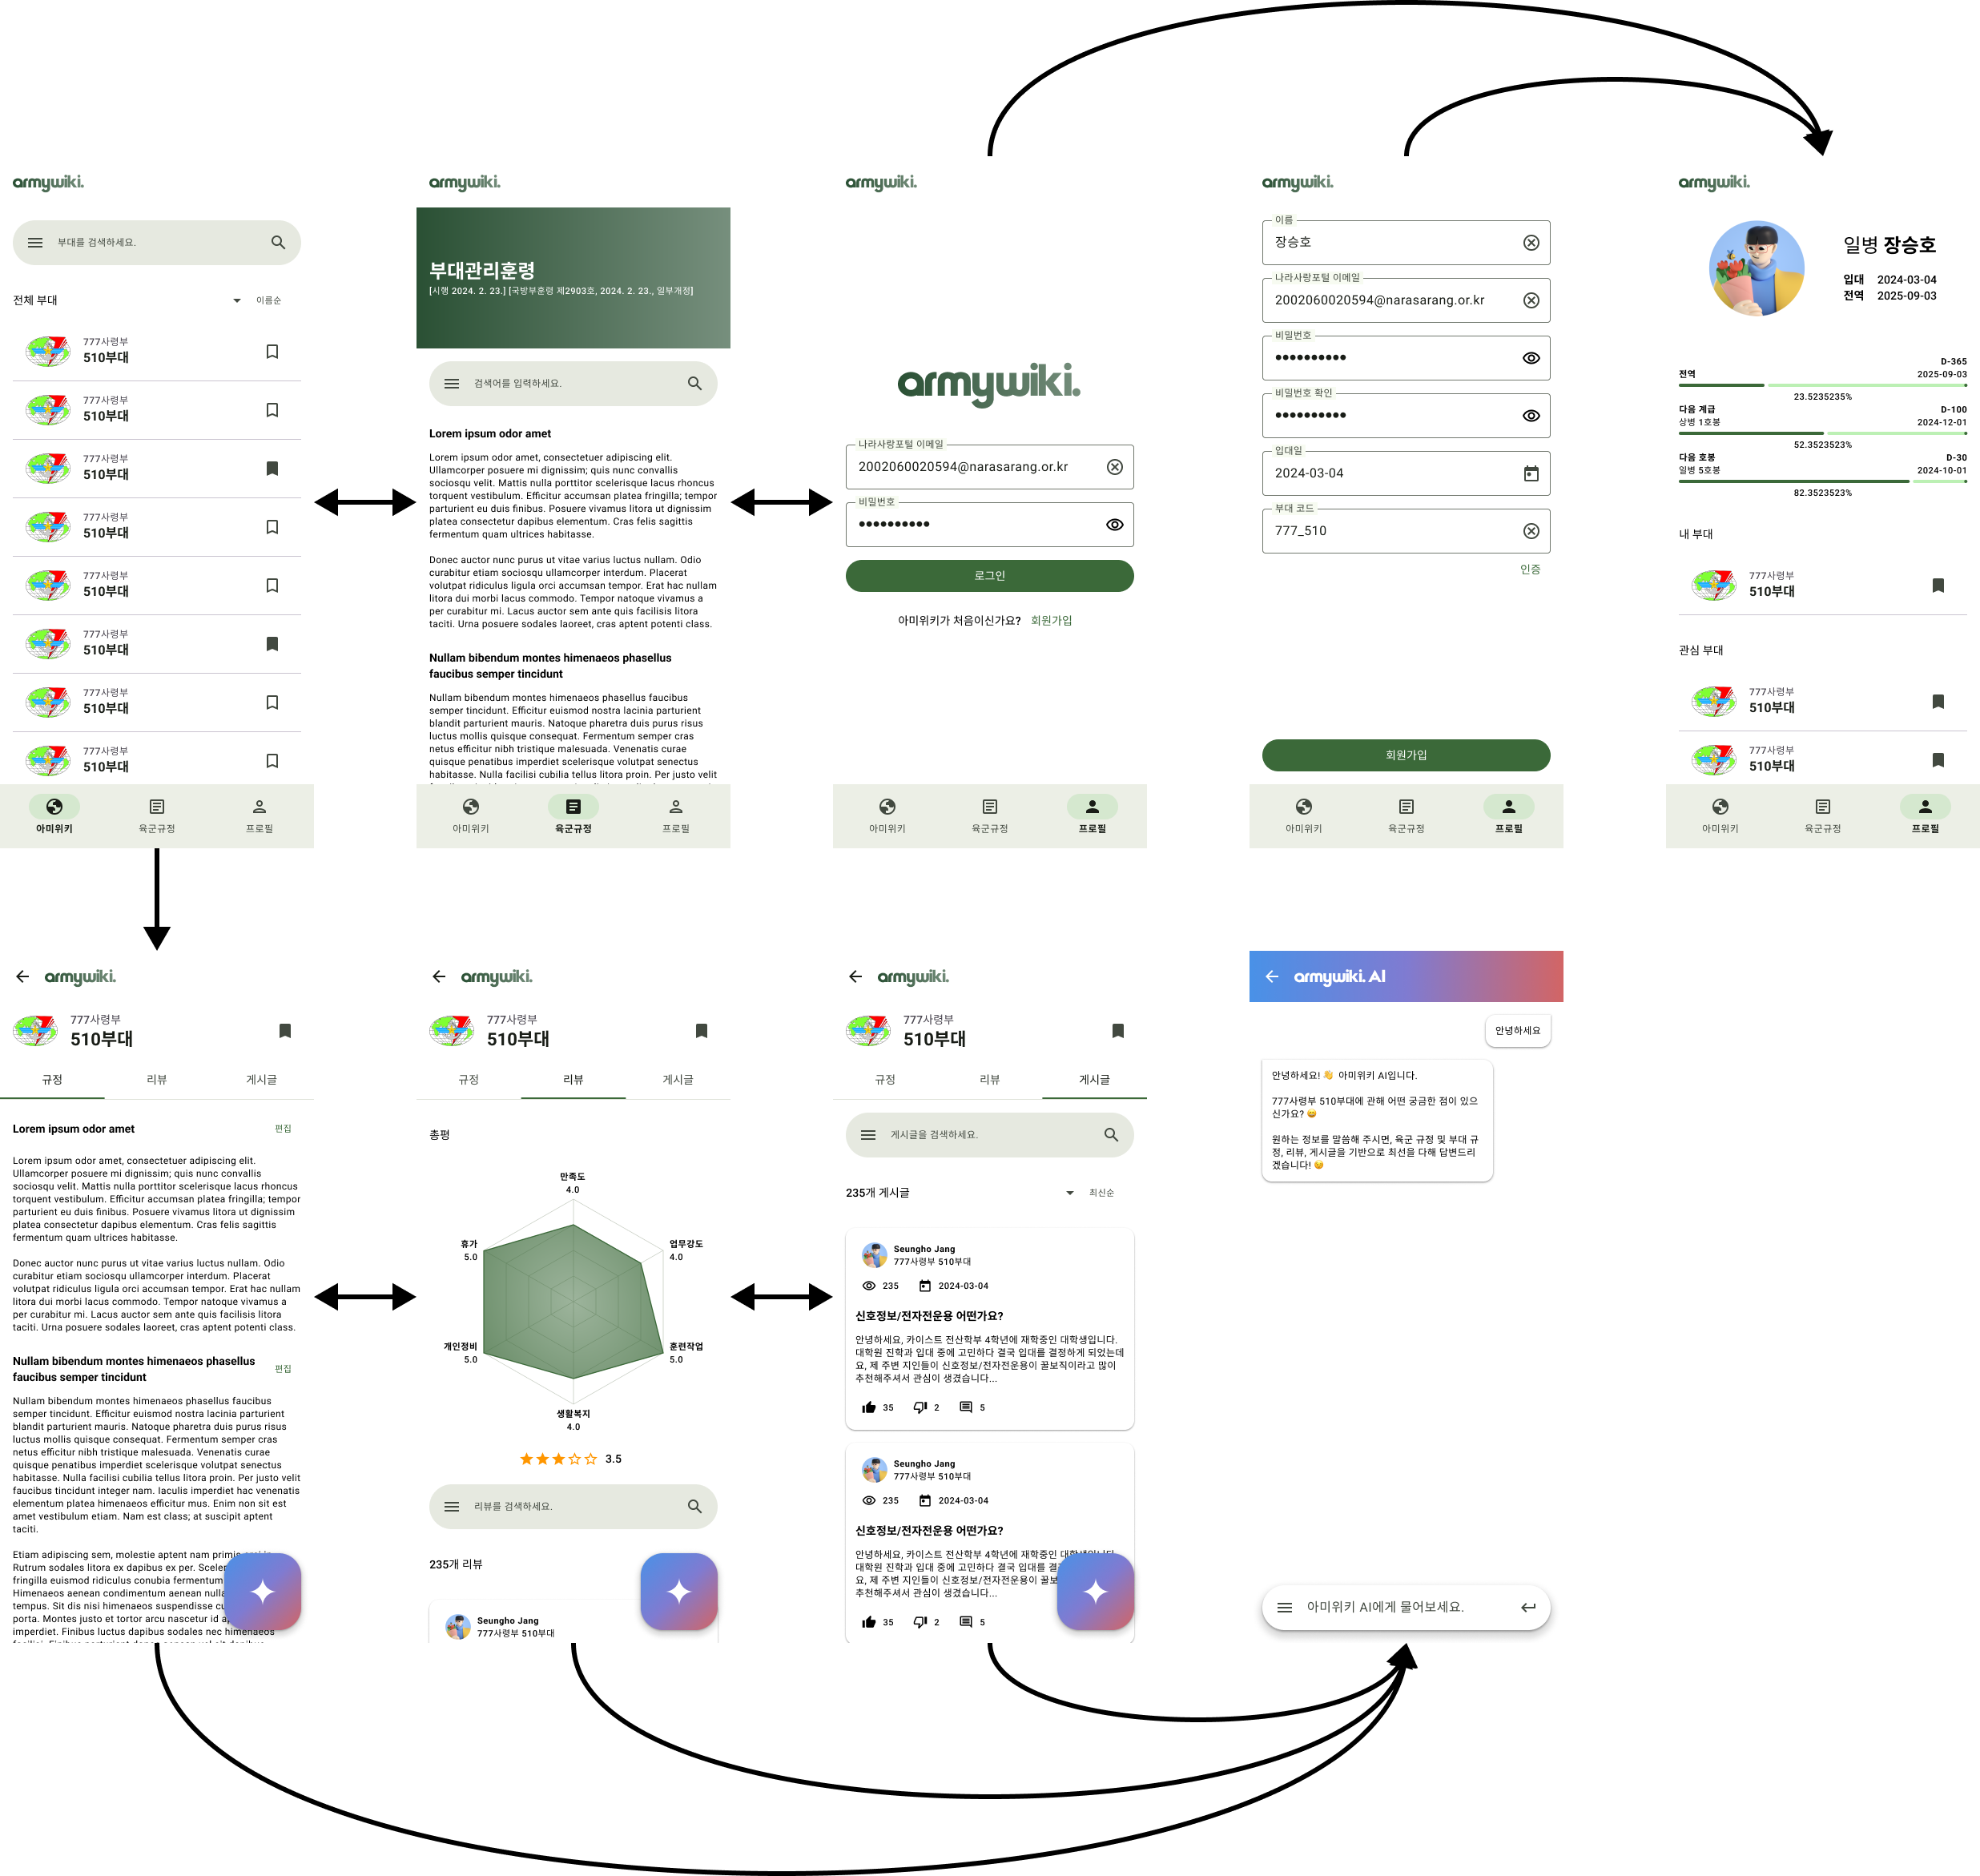 armywiki.
부대를 검색하세요.
전체 부대
이름순
777사령부
510부대
777사령부
510부대
777사령부
510부대
777사령부
510부대
777사령부
510부대
777사령부
510부대
777사령부
510부대
777사령부
510부대
아미위키
육군규정
프로필
armywiki.
부대관리훈령
[시행 2024. 2. 23.] [국방부훈령 제2903호, 2024. 2. 23., 일부개정]
검색어를 입력하세요.
Lorem ipsum odor amet
Lorem ipsum odor amet, consectetuer adipiscing elit.
Ullamcorper posuere mi dignissim; quis nunc convallis
sociosqu velit. Mattis nulla porttitor scelerisque lacus rhoncus
torquent vestibulum. Efficitur accumsan platea fringilla; tempor
parturient eu duis finibus. Posuere vivamus litora ut dignissim
platea consectetur dapibus elementum. Cras felis sagittis
fermentum quam ultrices habitasse.
Donec auctor nunc purus ut vitae varius luctus nullam. Odio
curabitur etiam sociosqu ullamcorper interdum. Placerat
volutpat ridiculus ligula orci accumsan tempor. Erat hac nullam
litora dui morbi lacus commodo. Tempor natoque vivamus a
per curabitur mi. Lacus auctor sem ante quis facilisis litora
taciti. Urna posuere sodales laoreet, cras aptent potenti class.
Nullam bibendum montes himenaeos phasellus
faucibus semper tincidunt
Nullam bibendum montes himenaeos phasellus faucibus
semper tincidunt. Efficitur euismod nostra lacinia parturient
blandit parturient mauris. Natoque pharetra duis purus risus
luctus mollis quisque consequat. Fermentum semper cras
netus efficitur nibh tristique malesuada. Venenatis curae
quisque penatibus imperdiet scelerisque volutpat senectus
habitasse. Nulla facilisi cubilia tellus litora proin. Per justo velit
아미위키
육군규정
프로필
armywiki.
armywiki.
나라사랑포털 이메일
2002060020594@narasarang.or.kr
비밀번호
••••••••••
로그인
아미위키가 처음이신가요? 회원가입
아미위키
육군규정
프로필
armywiki.
이름
장승호
나라사랑포털 이메일
2002060020594@narasarang.or.kr
비밀번호
••••••••••
비밀번호 확인
••••••••••
입대일
2024-03-04
부대 코드
777_510
인증
회원가입
아미위키
육군규정
프로필
armywiki.
일병 장승호
입대 2024-03-04
전역 2025-09-03
D-365
전역 2025-09-03
23.5235235%
다음 계급 D-100
상병 1호봉 2024-12-01
52.3523523%
다음 호봉 D-30
일병 5호봉 2024-10-01
82.3523523%
내 부대
777사령부
510부대
관심 부대
777사령부
510부대
777사령부
510부대
아미위키
육군규정
프로필
armywiki.
777사령부
510부대
규정 리뷰 게시글
Lorem ipsum odor amet 편집
Lorem ipsum odor amet, consectetuer adipiscing elit.
Ullamcorper posuere mi dignissim; quis nunc convallis
sociosqu velit. Mattis nulla porttitor scelerisque lacus rhoncus
torquent vestibulum. Efficitur accumsan platea fringilla; tempor
parturient eu duis finibus. Posuere vivamus litora ut dignissim
platea consectetur dapibus elementum. Cras felis sagittis
fermentum quam ultrices habitasse.
Donec auctor nunc purus ut vitae varius luctus nullam. Odio
curabitur etiam sociosqu ullamcorper interdum. Placerat
volutpat ridiculus ligula orci accumsan tempor. Erat hac nullam
litora dui morbi lacus commodo. Tempor natoque vivamus a
per curabitur mi. Lacus auctor sem ante quis facilisis litora
taciti. Urna posuere sodales laoreet, cras aptent potenti class.
Nullam bibendum montes himenaeos phasellus
faucibus semper tincidunt 편집
Nullam bibendum montes himenaeos phasellus faucibus
semper tincidunt. Efficitur euismod nostra lacinia parturient
blandit parturient mauris. Natoque pharetra duis purus risus
luctus mollis quisque consequat. Fermentum semper cras
netus efficitur nibh tristique malesuada. Venenatis curae
quisque penatibus imperdiet scelerisque volutpat senectus
habitasse. Nulla facilisi cubilia tellus litora proin. Per justo velit
faucibus tincidunt integer nam. Iaculis imperdiet hac venenatis
elementum platea himenaeos efficitur mus. Enim non sit est
amet vestibulum etiam. Nam est class; at suscipit aptent
taciti.
Etiam adipiscing sem, molestie aptent nam primis
Rutrum sodales litora ex dapibus ex per.
fringilla euismod ridiculus conubia fermentum
Himenaeos aenean condimentum aenean
tempus. Sit dis nisi himenaeos suspendisse
porta. Montes justo et tortor arcu nascetur id
imperdiet. Finibus luctus dapibus sodales nec himenaeos
armywiki.
777사령부
510부대
규정 리뷰 게시글
총평
만족도
4.0
휴가
5.0
업무강도
4.0
개인정비
5.0
훈련작업
5.0
생활복지
4.0
3.5
리뷰를 검색하세요.
235개 리뷰
Seungho Jang
777사령부 510부대
armywiki.
777사령부
510부대
규정 리뷰 게시글
게시글을 검색하세요.
235개 게시글
최신순
Seungho Jang
777사령부 510부대
235 2024-03-04
신호정보/전자전운용 어떤가요?
안녕하세요, 카이스트 전산학부 4학년에 재학중인 대학생입니다.
대학원 진학과 입대 중에 고민하다 결국 입대를 결정하게 되었는데
요, 제 주변 지인들이 신호정보/전자전운용이 꿀보직이라고 많이
추천해주셔서 관심이 생겼습니다...
35 2 5
Seungho Jang
777사령부 510부대
235 2024-03-04
신호정보/전자전운용 어떤가요?
안녕하세요, 카이스트 전산학부 4학년에 재학중인
대학원 진학과 입대 중에 고민하다 결국 입대를
요, 제 주변 지인들이 신호정보/전자전운용이
추천해주셔서 관심이 생겼습니다...
35 2 5
armywiki. AI
안녕하세요
안녕하세요! 👋 아미위키 AI입니다.
777사령부 510부대에 관해 어떤 궁금한 점이 있으
신가요? 😄
원하는 정보를 말씀해 주시면, 육군 규정 및 부대 규
정, 리뷰, 게시글을 기반으로 최선을 다해 답변드리
겠습니다! 😉
아미위키 AI에게 물어보세요.